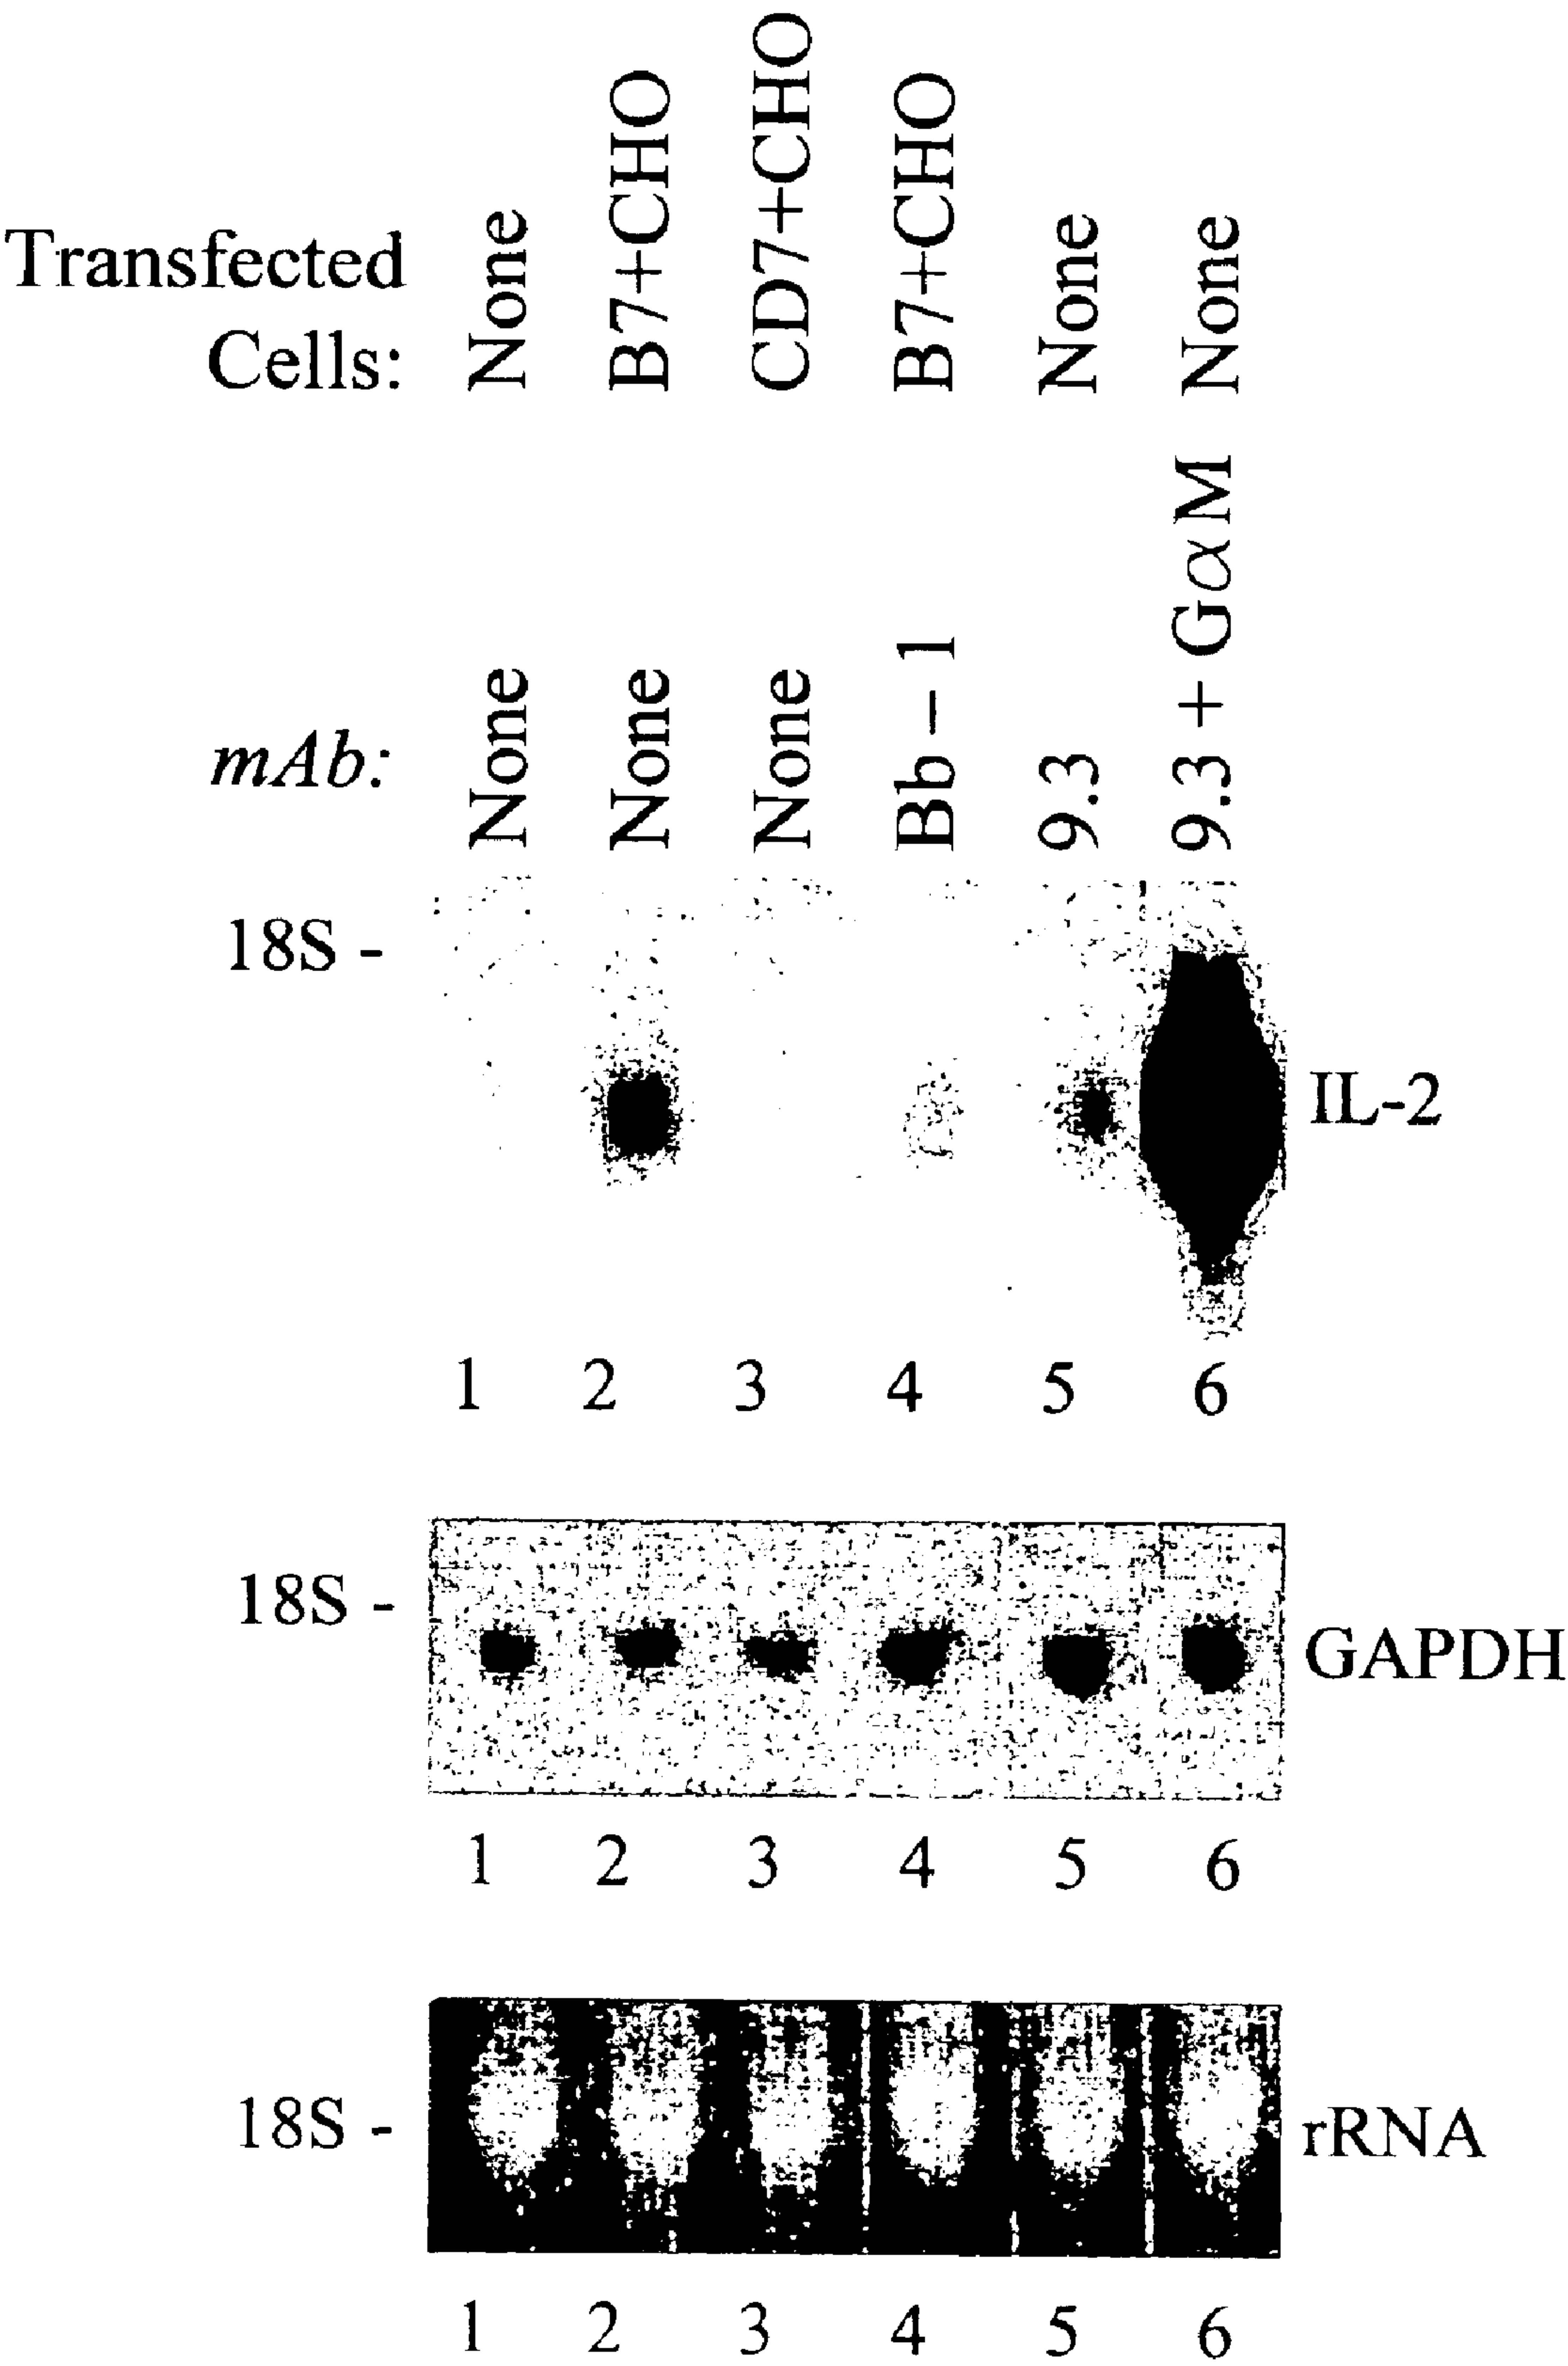 Transfected
Cells:
None
B7+CHO
CD7+CHO
B7+CHO
None
None
mAb:
None
None
None
Bb – 1
9.3
9.3 + GαM
18S -
IL-2
1 2 3 4 5 6
18S -
GAPDH
1 2 3 4 5 6
18S -
rRNA
1 2 3 4 5 6